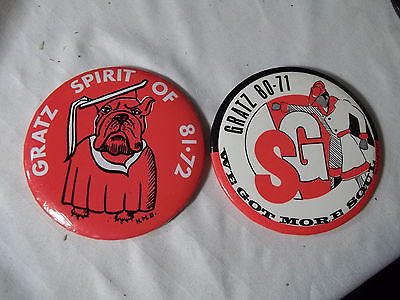 GRATZ SPIRIT OF 81-72
H.M.B.
GRATZ 80-71
SG
WE GOT MORE SOUL